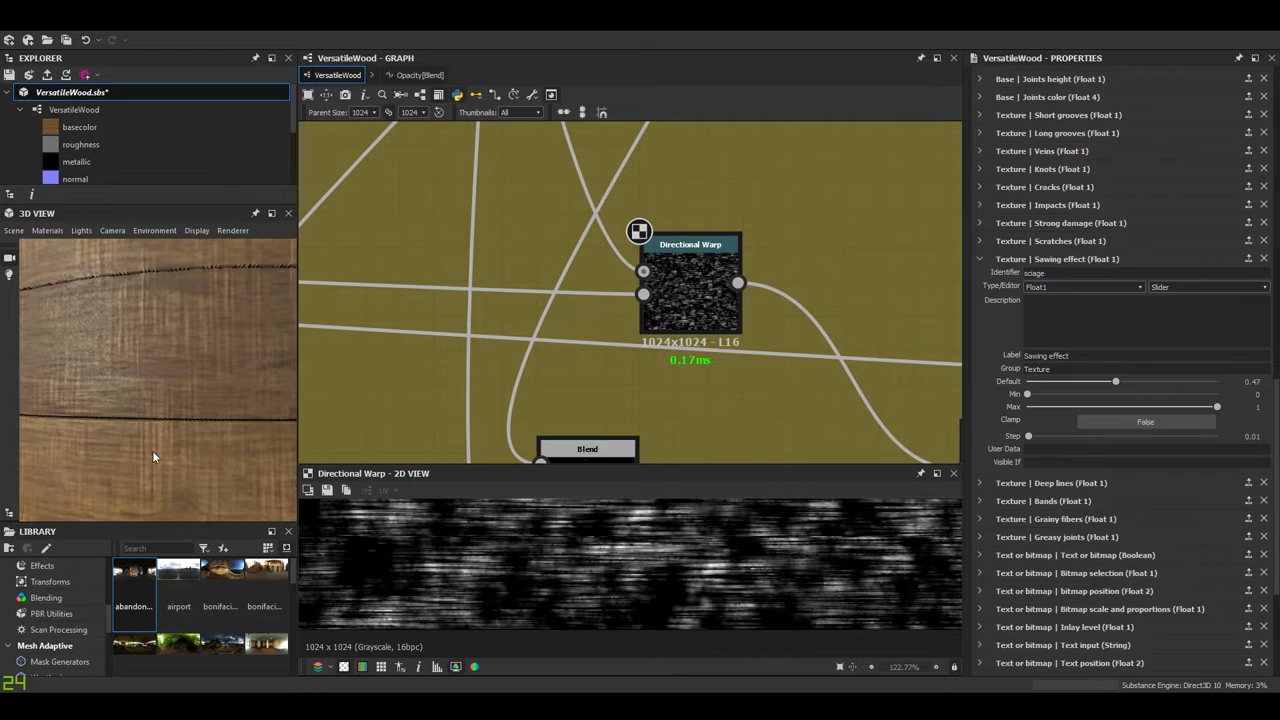 EXPLORER
VersatileWood.sbs*
VersatileWood
basecolor
roughness
metallic
normal
3D VIEW
Scene Materials Lights Camera Environment Display Renderer
LIBRARY
Search
Effects
Transforms
Blending
PBR Utilities
Scan Processing
Mesh Adaptive
Mask Generators
abandon... airport bonifaci... bonifaci...
24
VersatileWood - GRAPH
VersatileWood Opacity[Blend]
Parent Size: 1024 1024 Thumbnails: All
Directional Warp
1024x1024 - L16
0.17ms
Blend
Directional Warp - 2D VIEW
UV
1024 x 1024 (Grayscale, 16bpc)
122.77%
VersatileWood - PROPERTIES
Base | Joints height (Float 1)
Base | Joints color (Float 4)
Texture | Short grooves (Float 1)
Texture | Long grooves (Float 1)
Texture | Veins (Float 1)
Texture | Knots (Float 1)
Texture | Cracks (Float 1)
Texture | Impacts (Float 1)
Texture | Strong damage (Float 1)
Texture | Scratches (Float 1)
Texture | Sawing effect (Float 1)
Identifier sciage
Type/Editor Float1 Slider
Description
Label Sawing effect
Group Texture
Default 0.47
Min 0
Max 1
Clamp False
Step 0.01
User Data
Visible If
Texture | Deep lines (Float 1)
Texture | Bands (Float 1)
Texture | Grainy fibers (Float 1)
Texture | Greasy joints (Float 1)
Text or bitmap | Text or bitmap (Boolean)
Text or bitmap | Bitmap selection (Float 1)
Text or bitmap | bitmap position (Float 2)
Text or bitmap | Bitmap scale and proportions (Float 1)
Text or bitmap | Inlay level (Float 1)
Text or bitmap | Text input (String)
Text or bitmap | Text position (Float 2)
Substance Engine: Direct3D 10 Memory: 3%